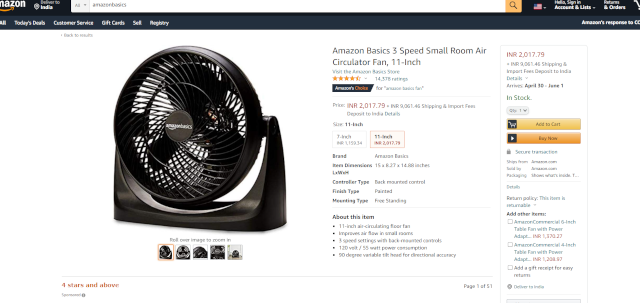 amazon
Deliver to
India
All
amazonbasics
Hello, Sign in
Account & Lists
Returns
& Orders
All
Today's Deals
Customer Service
Gift Cards
Sell
Registry
Amazon's response to CO
‹ Back to results
amazonbasics
Roll over image to zoom in
Amazon Basics 3 Speed Small Room Air
Circulator Fan, 11-Inch
Visit the Amazon Basics Store
14,576 ratings
Amazon's Choice for "amazon basics fan"
Price: INR 2,017.79 + INR 9,061.46 Shipping & Import Fees
Deposit to India Details
Size: 11-Inch
7-Inch
INR 1,153.34
11-Inch
INR 2,017.79
Brand Amazon Basics
Item Dimensions 15 x 8.27 x 14.88 inches
LxWxH
Controller Type Back mounted control
Finish Type Painted
Mounting Type Free Standing
About this item
• 11-inch air-circulating floor fan
• Improves air flow in small rooms
• 3 speed settings with back-mounted controls
• 120 volt / 55 watt power consumption
• 90 degree variable tilt head for directional accuracy
INR 2,017.79
+ INR 9,061.46 Shipping &
Import Fees Deposit to India
Details
Arrives: April 30 - June 1
In Stock.
Qty: 1
Add to Cart
Buy Now
Secure transaction
Ships from Amazon.com
Sold by Amazon.com
Packaging Shows what's inside.
Details
Return policy: This item is
returnable
Add other items:
AmazonCommercial 6-Inch
Table Fan with Power
Adapt... INR 1,370.27
AmazonCommercial 4-Inch
Table Fan with Power
Adapt... INR 1,208.97
Add a gift receipt for easy
returns
Deliver to India
4 stars and above
Sponsored
Page 1 of 51